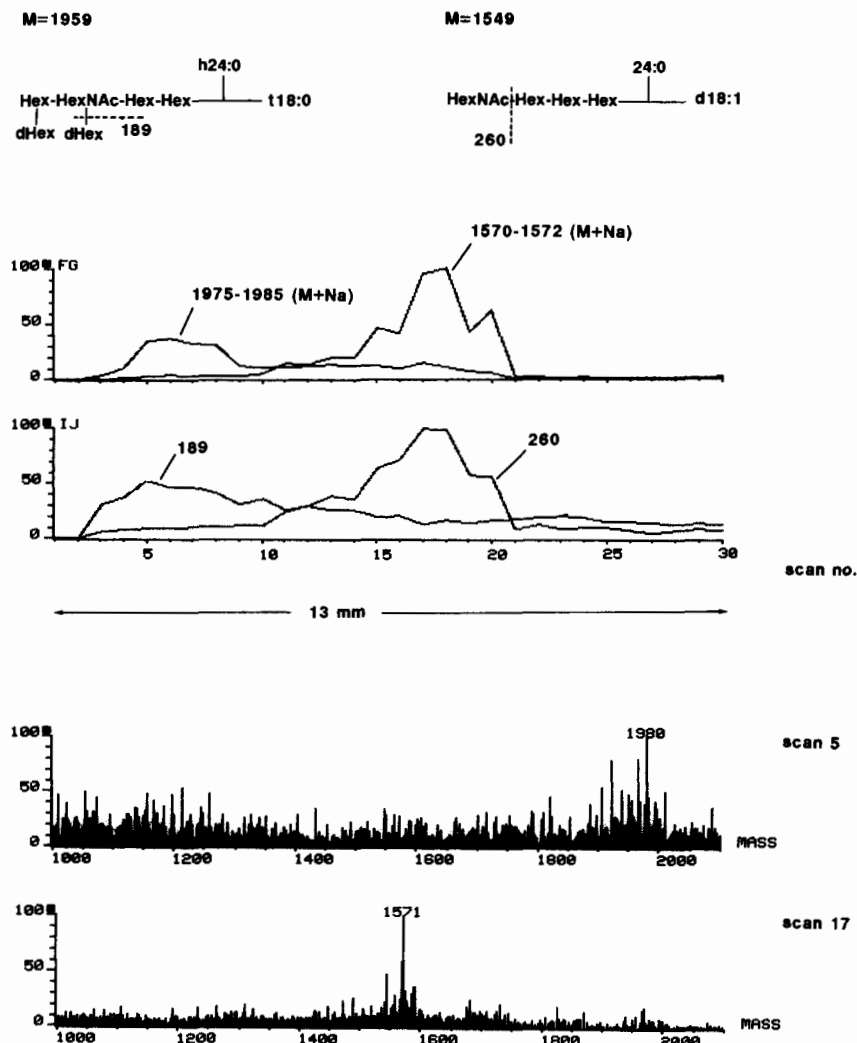 M=1959
M=1549
h24:0
24:0
Hex-HexNAc-Hex-Hex t18:0
HexNAc-Hex-Hex-Hex d18:1
dHex dHex 189
260
1570-1572 (M+Na)
100 FG
1975-1985 (M+Na)
50
0
100 IJ
189
260
50
0
5 10 15 20 25 30
scan no.
13 mm
100
1980
scan 5
50
0
1000 1200 1400 1600 1800 2000
MASS
100
1571
scan 17
50
0
1000 1200 1400 1600 1800 2000
MASS